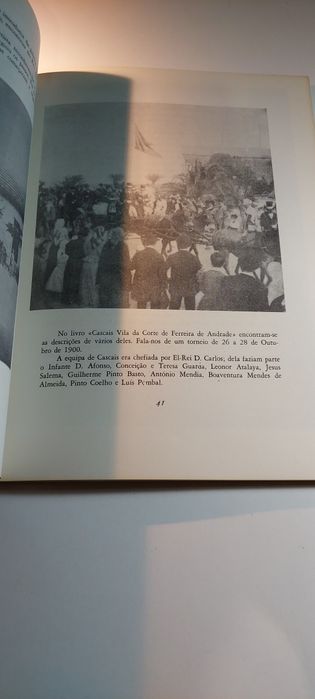 No livro «Cascais Vila da Corte de Ferreira de Andrade» encontram-se
as descrições de vários deles. Fala-nos de um torneio de 26 a 28 de Outu-
bro de 1900.
A equipa de Cascais era chefiada por El-Rei D. Carlos; dela faziam parte
o Infante D. Afonso, Conceição e Teresa Guarda, Leonor Atalaya, Jesus
Salema, Guilherme Pinto Basto, António Mendia, Boaventura Mendes de
Almeida, Pinto Coelho e Luís Pombal.
41